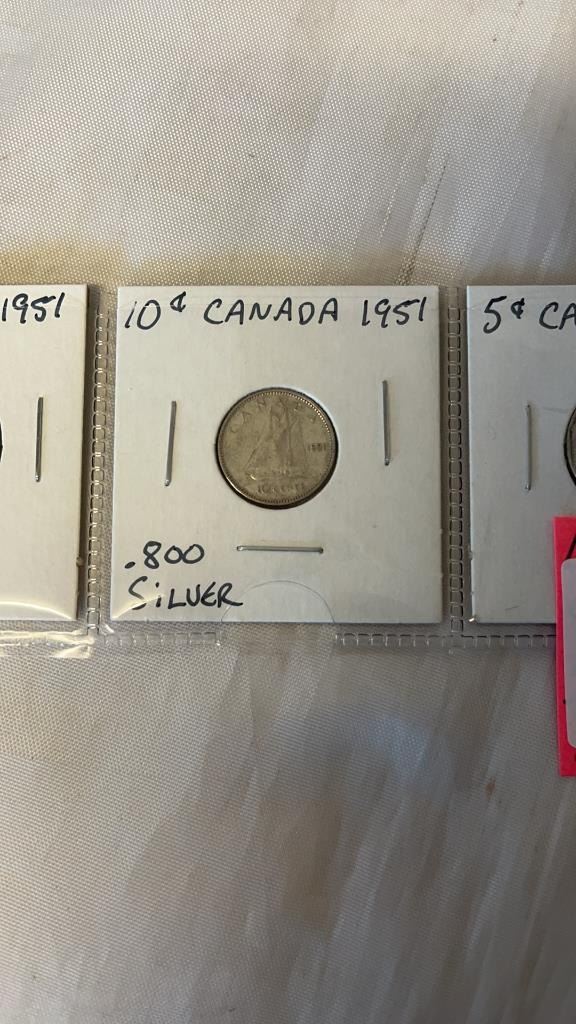 1951
10¢ CANADA 1951
5¢ CA
CANADA
1951
10 CENTS
.800
SiLVER